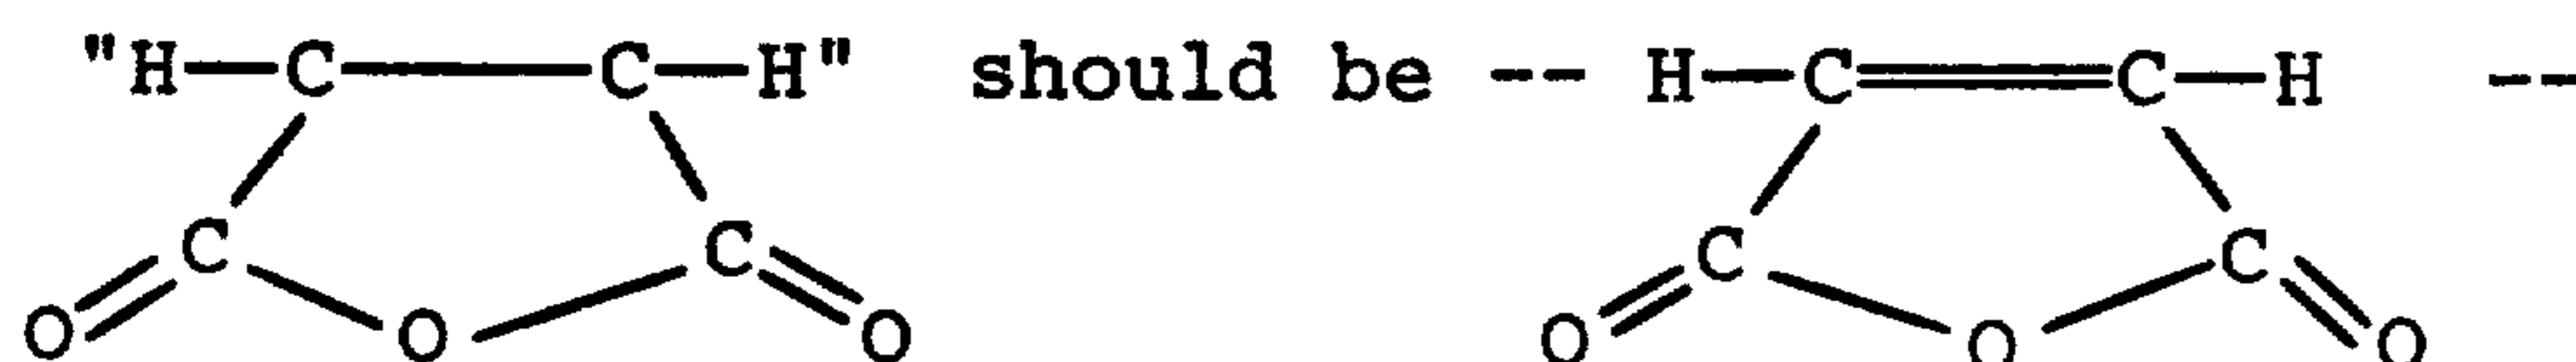 "H—C——C—H" should be -- H—C══C—H --
C C C C
O O O O O O